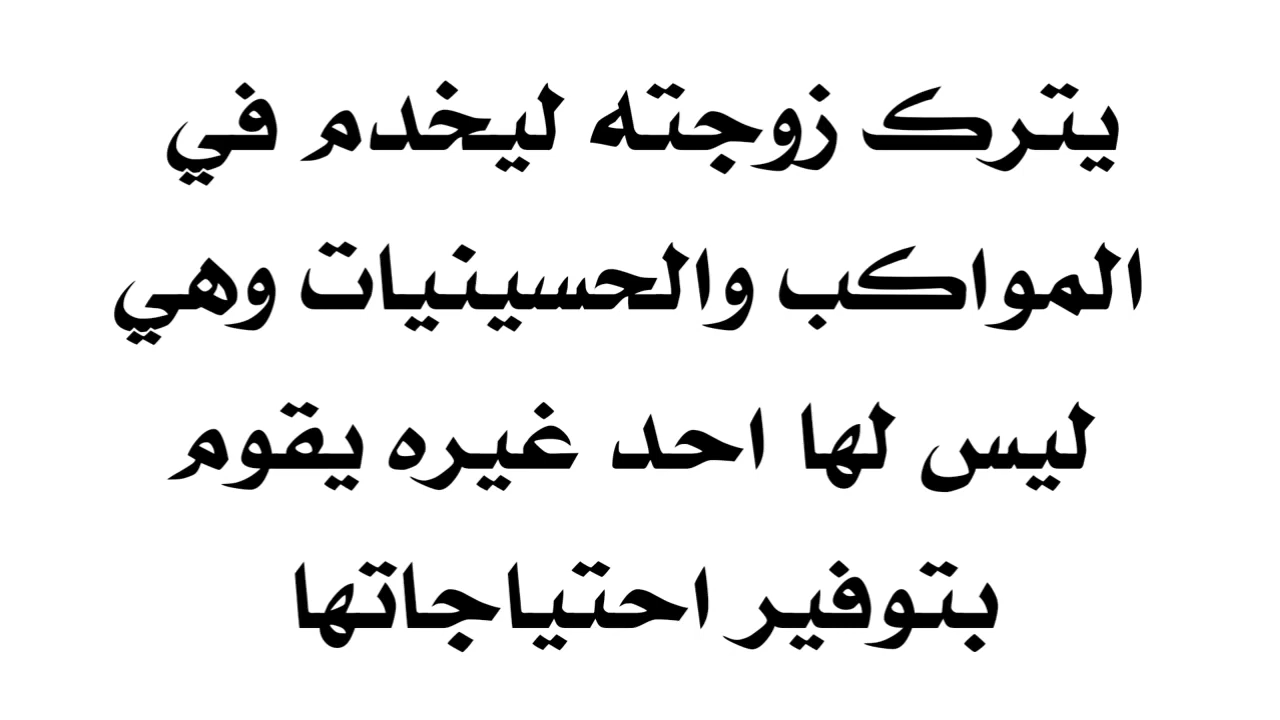 يترك زوجته ليخدم في
المواكب والحسينيات وهي
ليس لها احد غيره يقوم
بتوفير احتياجاتها